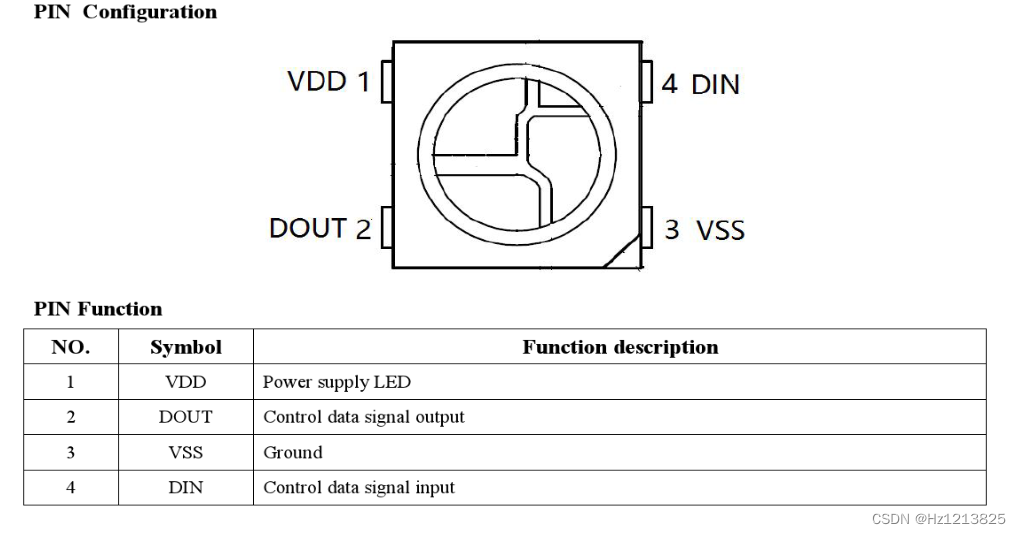 PIN Configuration
VDD 1
4 DIN
DOUT 2
3 VSS
PIN Function
NO. Symbol Function description
1 VDD Power supply LED
2 DOUT Control data signal output
3 VSS Ground
4 DIN Control data signal input
CSDN @Hz1213825